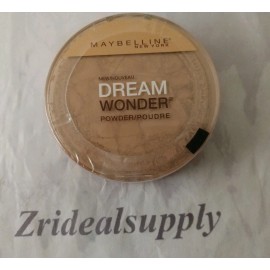 MAYBELLINE
NEW YORK
DREAM
WONDER
POWDER/POUDRE
Zridealsupply